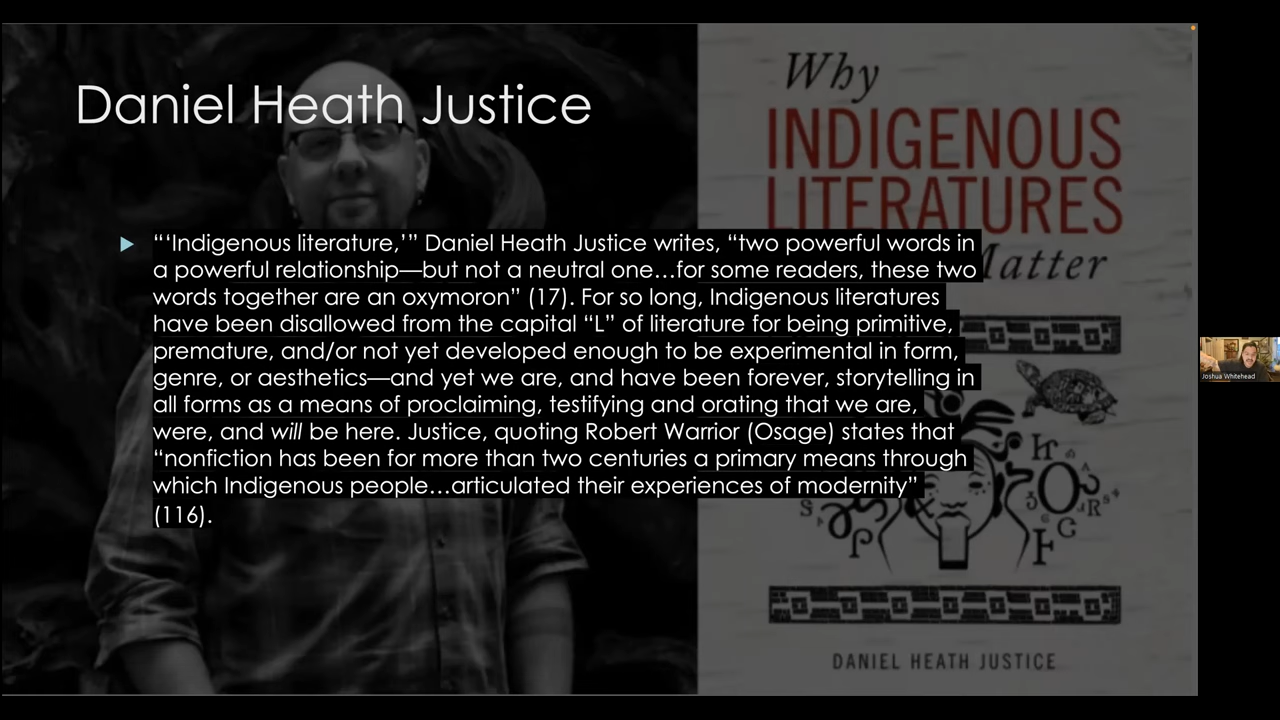 Daniel Heath Justice
“‘Indigenous literature,’” Daniel Heath Justice writes, “two powerful words in
a powerful relationship—but not a neutral one…for some readers, these two
words together are an oxymoron” (17). For so long, Indigenous literatures
have been disallowed from the capital “L” of literature for being primitive,
premature, and/or not yet developed enough to be experimental in form,
genre, or aesthetics—and yet we are, and have been forever, storytelling in
all forms as a means of proclaiming, testifying and orating that we are,
were, and will be here. Justice, quoting Robert Warrior (Osage) states that
“nonfiction has been for more than two centuries a primary means through
which Indigenous people…articulated their experiences of modernity”
(116).
Why
INDIGENOUS
LITERATURES
Matter
DANIEL HEATH JUSTICE
Joshua Whitehead